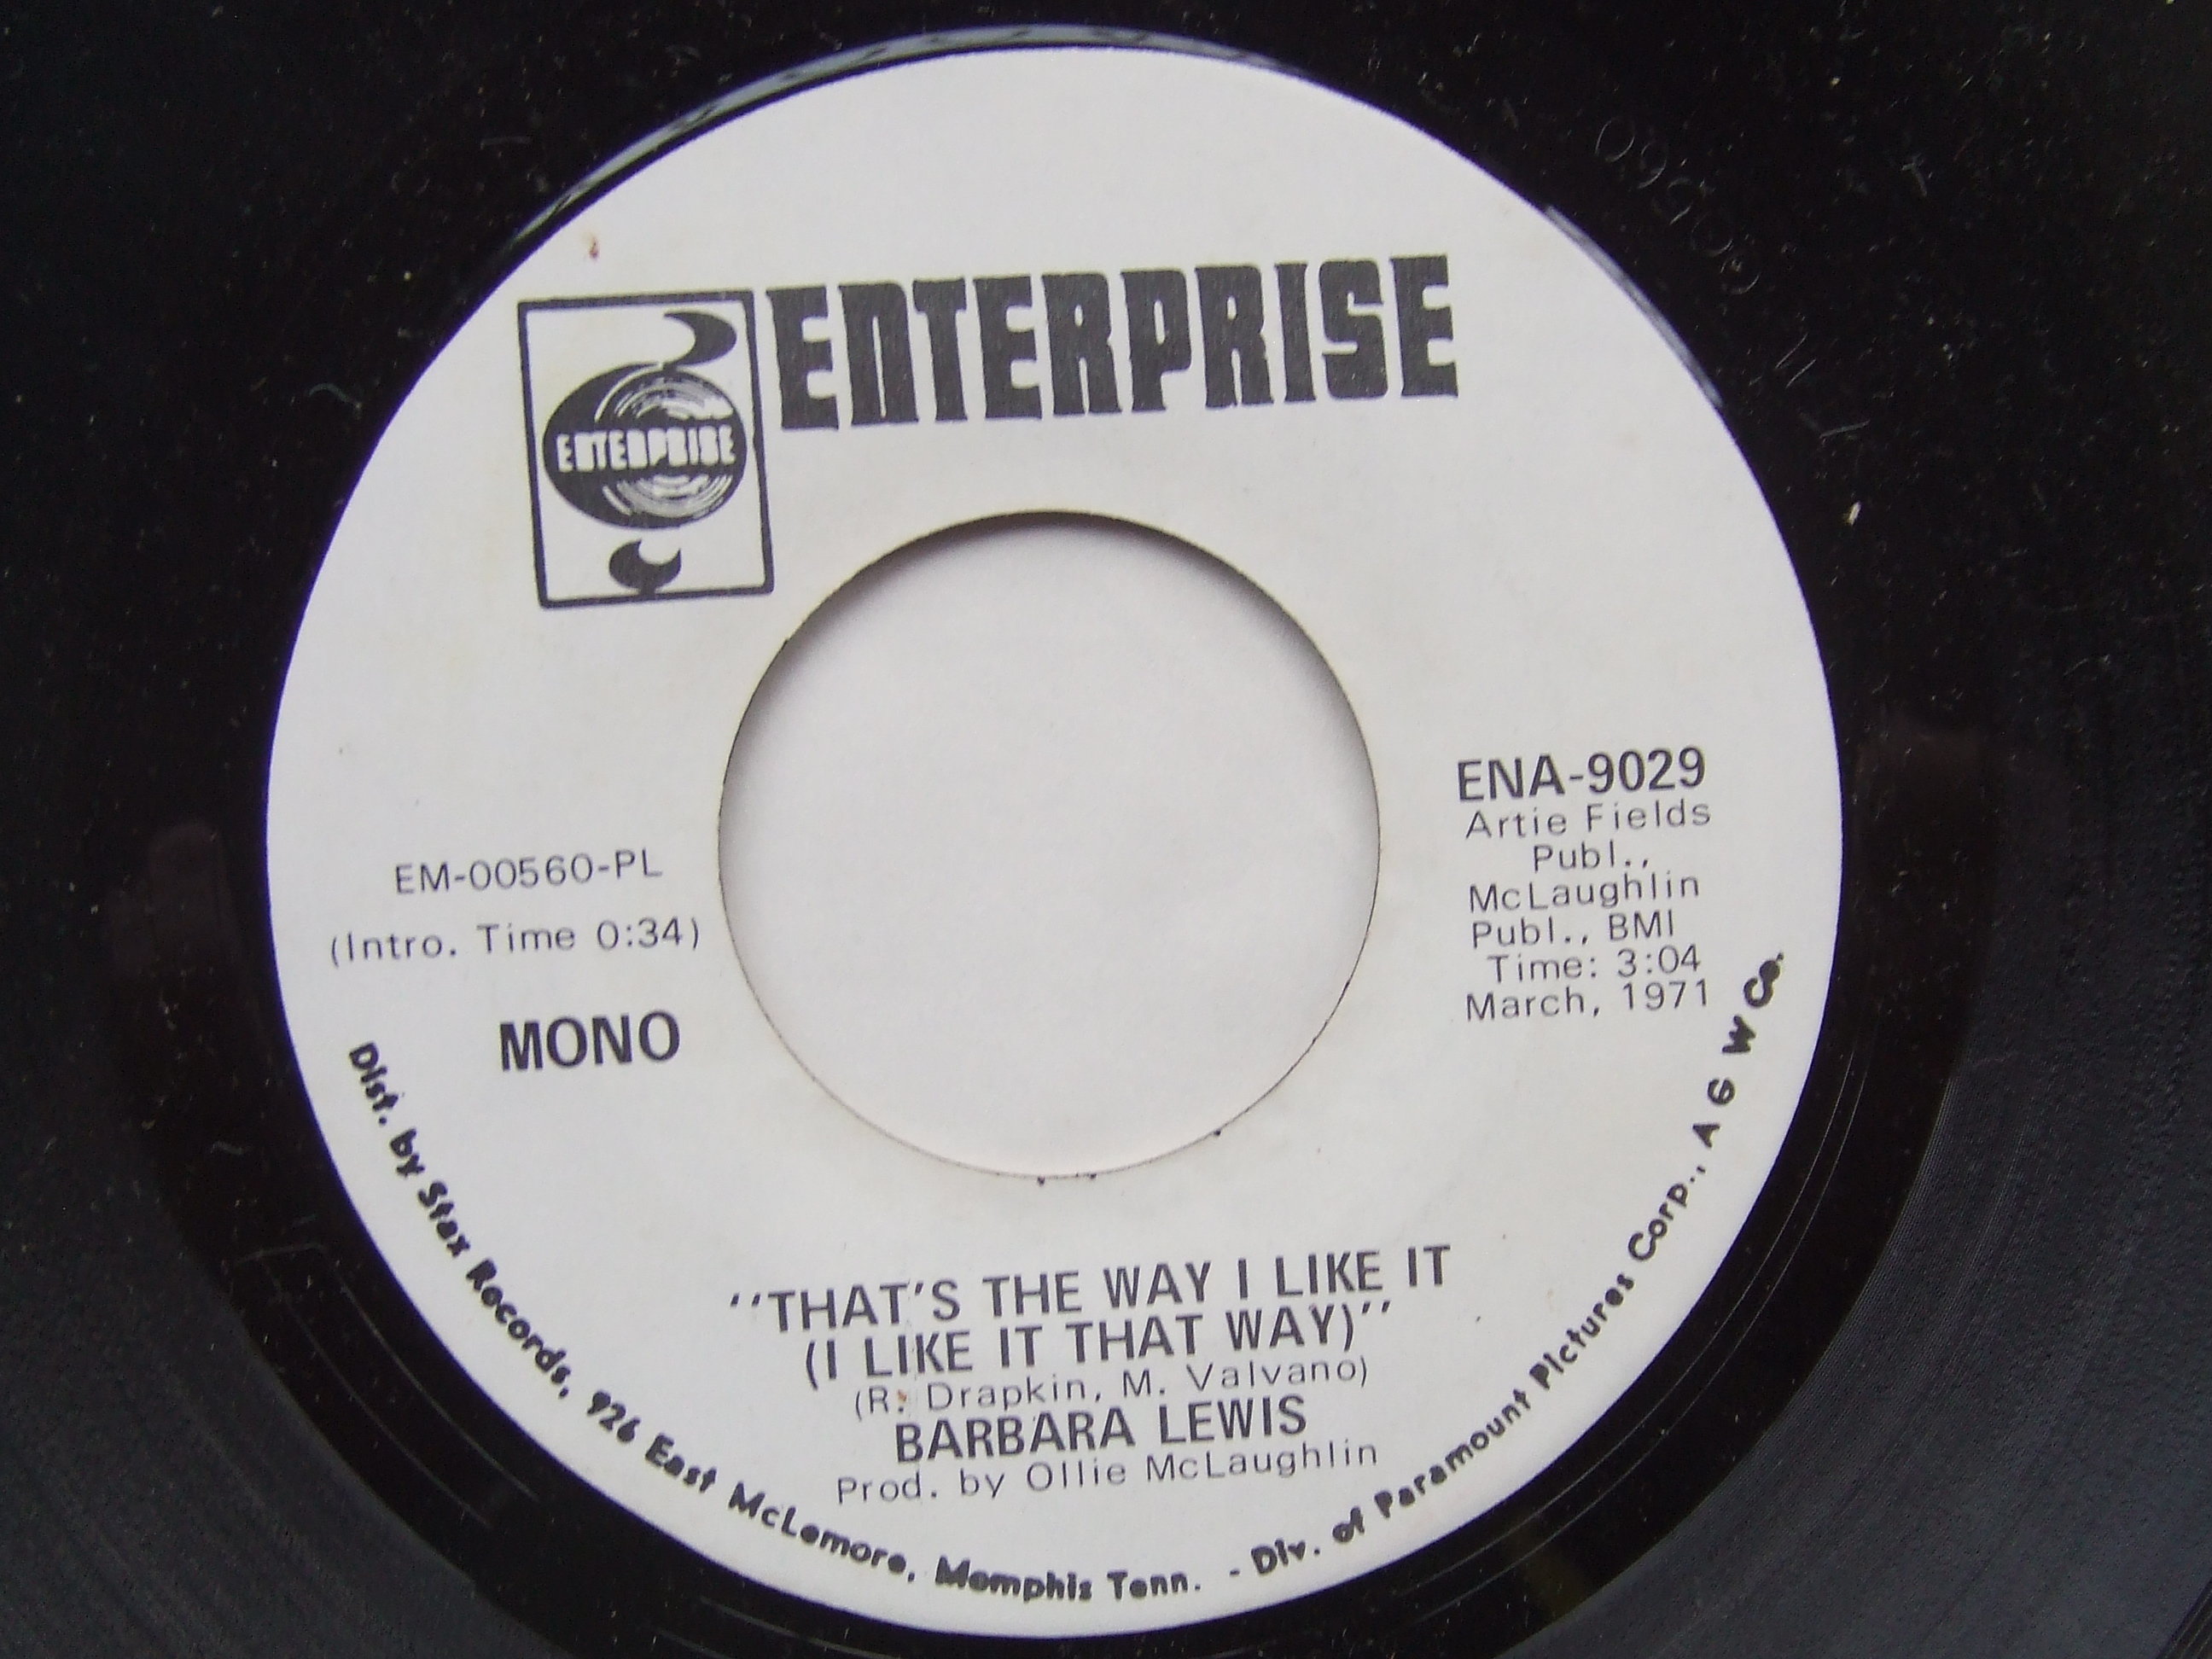 ENTERPRISE
ENTERPRISE
ENA-9029
Artie Fields
Publ.,
McLaughlin
Publ., BMI
Time: 3:04
March, 1971
EM-00560-PL
(Intro. Time 0:34)
MONO
"THAT'S THE WAY I LIKE IT
(I LIKE IT THAT WAY)"
(R. Drapkin, M. Valvano)
BARBARA LEWIS
Prod. by Ollie McLaughlin
Dist. by Stax Records, 926 East McLemore, Memphis Tenn. - Div. of Paramount Pictures Corp., A G W Co.